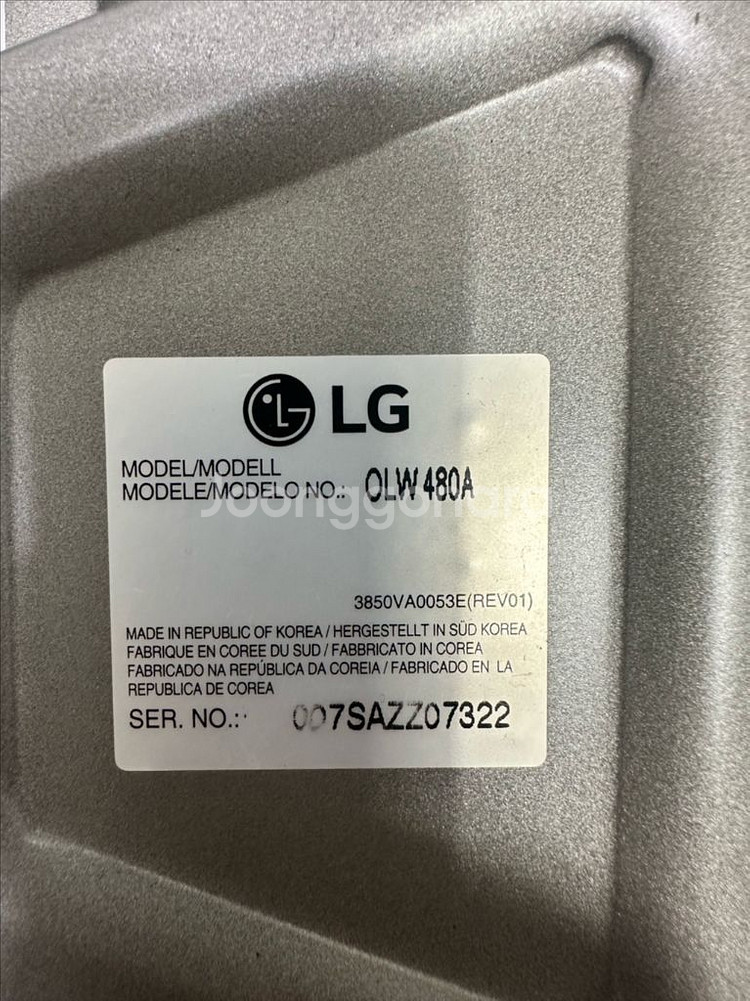 LG
MODEL/MODELL
MODELE/MODELO NO.: OLW480A
Joonggonara
3850VA0053E(REV01)
MADE IN REPUBLIC OF KOREA / HERGESTELLT IN SÜD KOREA
FABRIQUE EN COREE DU SUD / FABBRICATO IN COREA
FABRICADO NA REPÚBLICA DA COREIA / FABRICADO EN LA
REPUBLICA DE COREA
SER. NO.: 007SAZZ07322